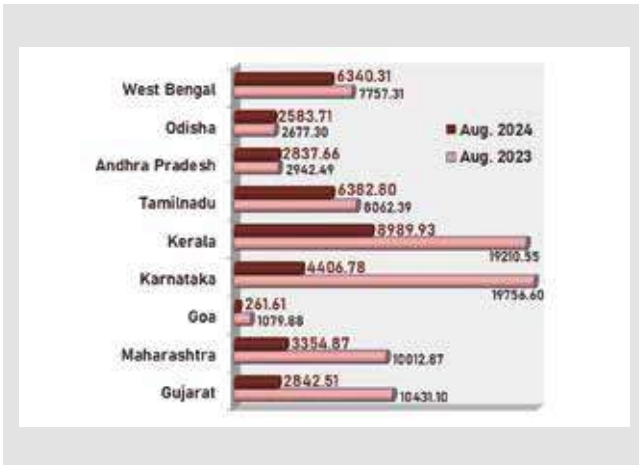 West Bengal
6340.31
7757.31
Odisha
2583.71
2677.30
Aug. 2024
Andhra Pradesh
2837.66
2942.49
Aug. 2023
Tamilnadu
6382.80
8062.39
Kerala
8989.93
19210.55
Karnataka
4406.78
19756.60
Goa
261.61
1079.88
Maharashtra
3354.87
10012.87
Gujarat
2842.51
10431.10